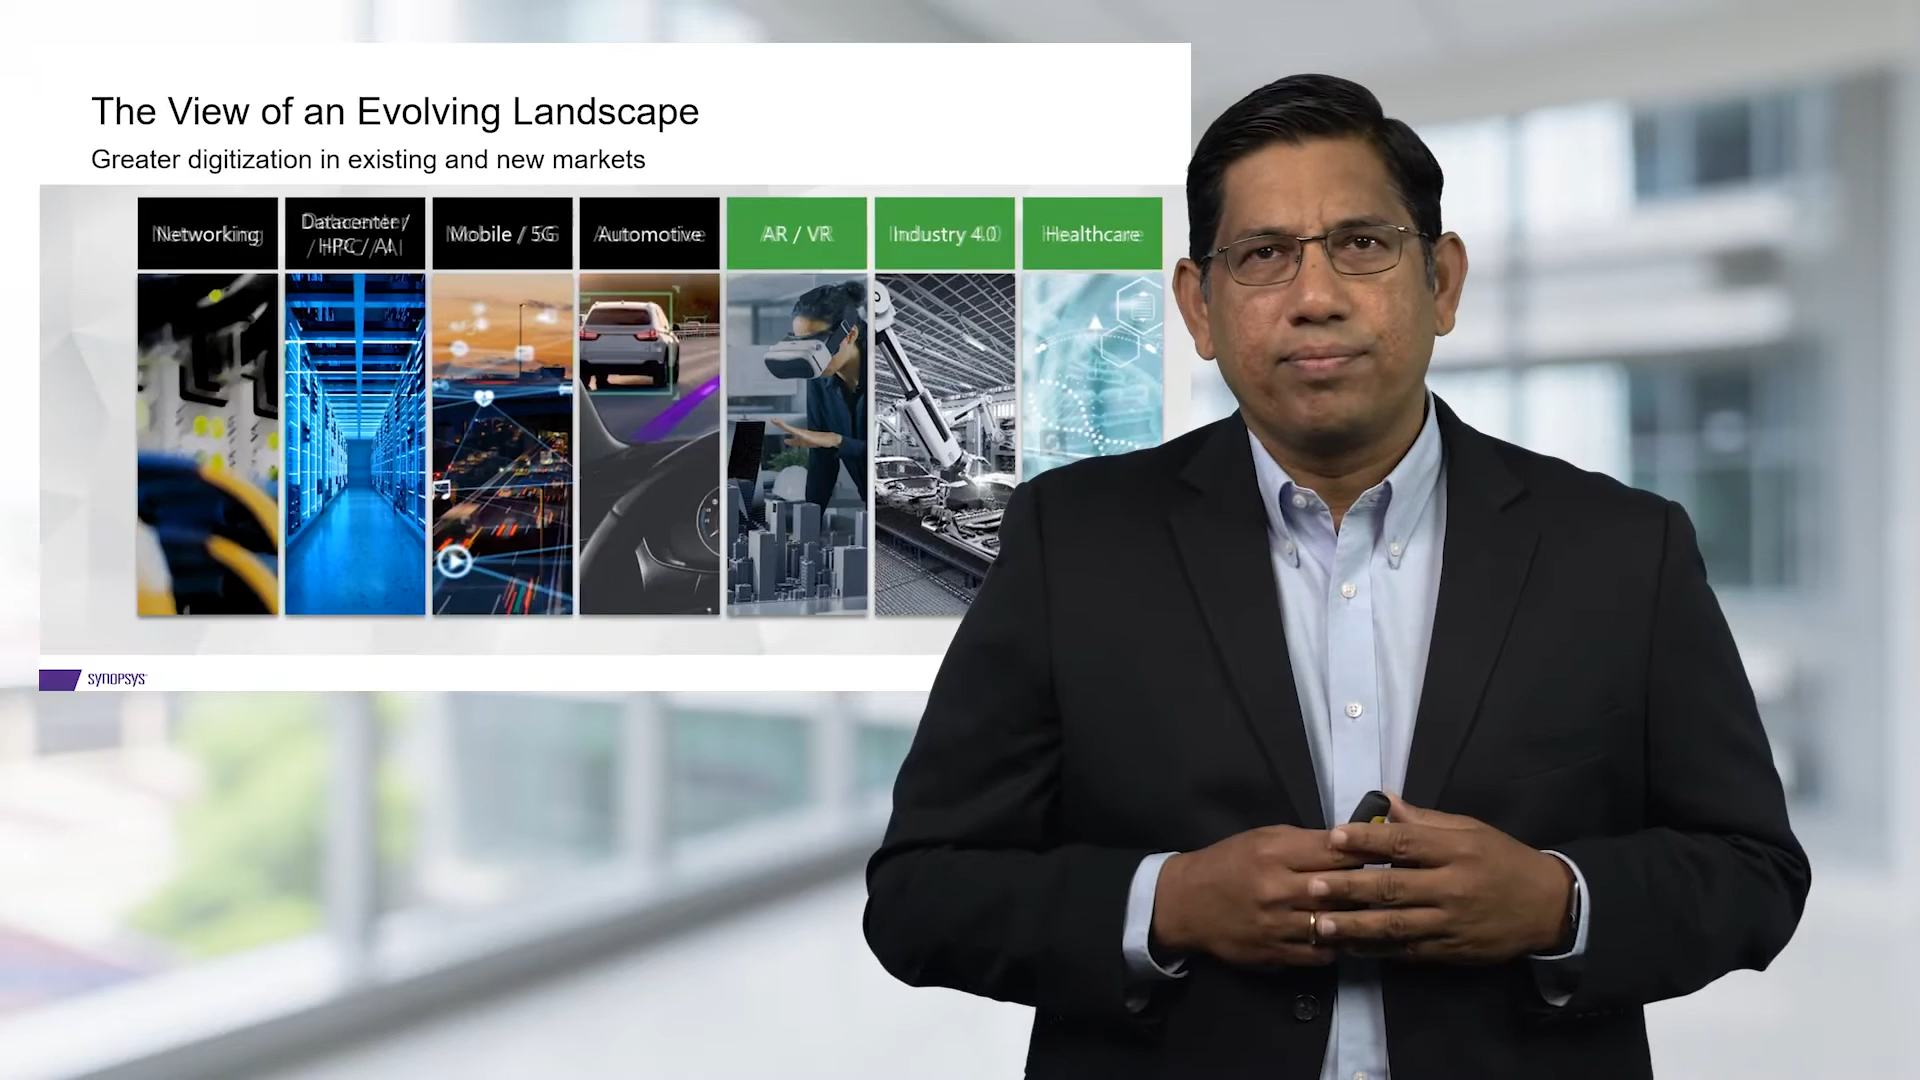 The View of an Evolving Landscape
Greater digitization in existing and new markets
Networking
Datacenter /
HPC / AI
Mobile / 5G
Automotive
AR / VR
Industry 4.0
Healthcare
SYNOPSYS